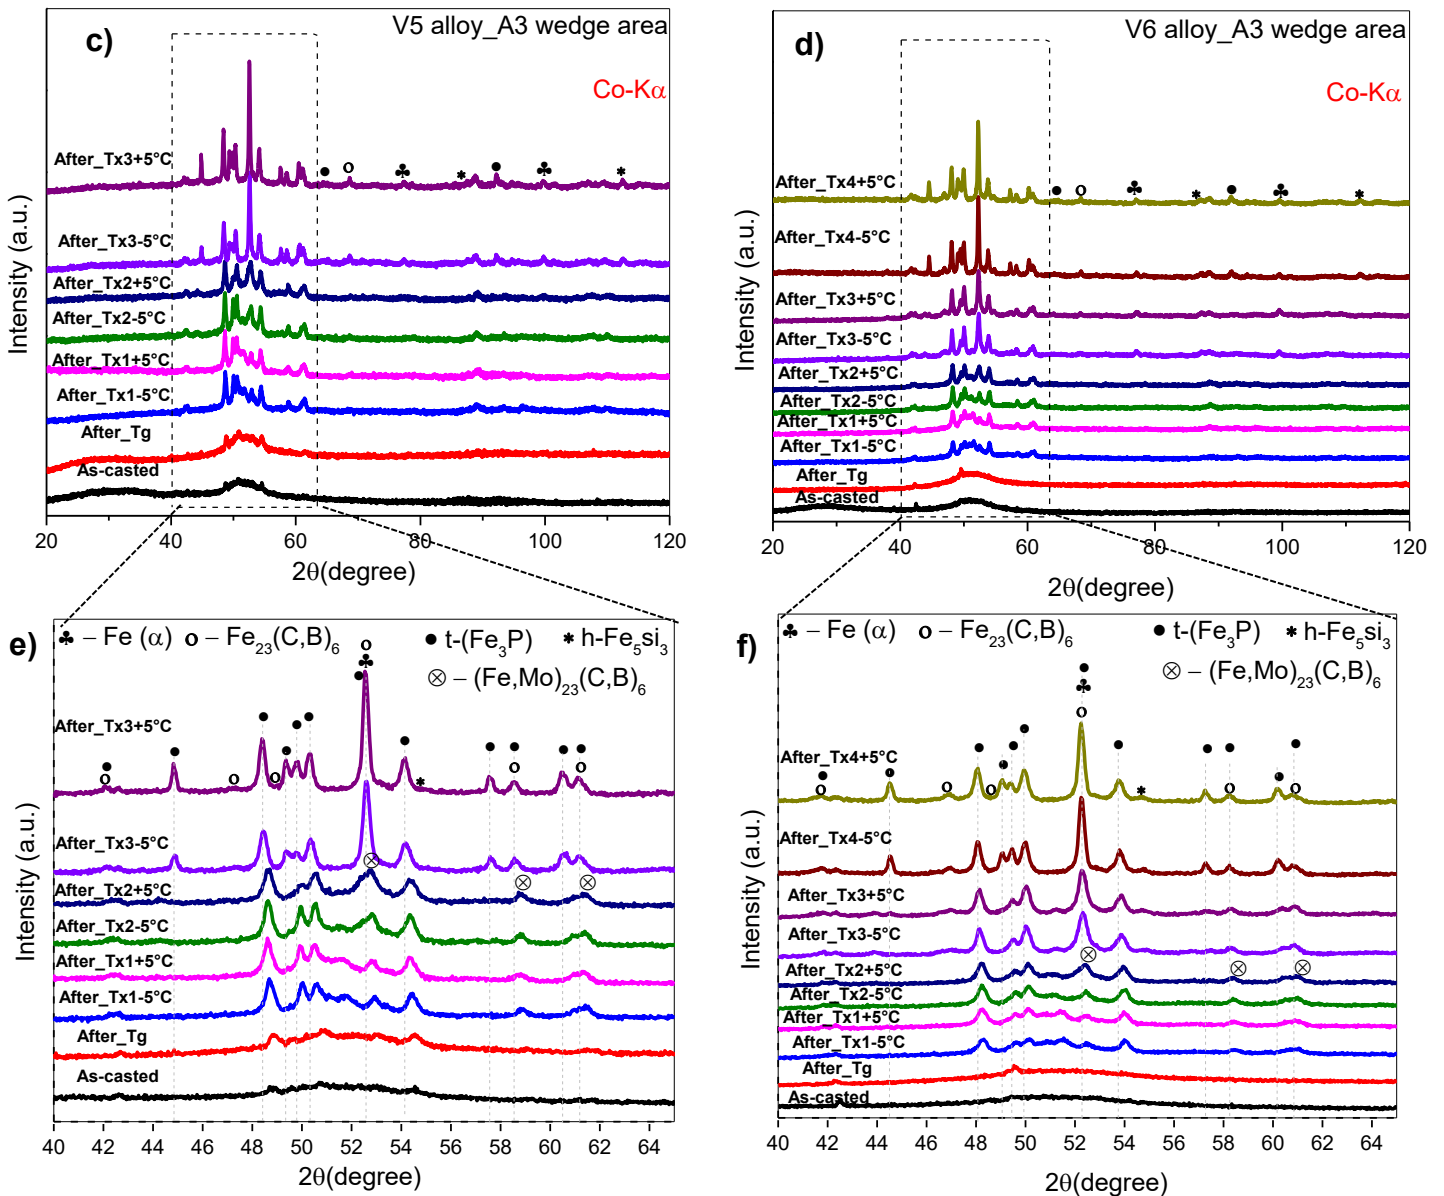 c)
V5 alloy_A3 wedge area
Co-Kα
After_Tx3+5°C
After_Tx3-5°C
After_Tx2+5°C
After_Tx2-5°C
After_Tx1+5°C
After_Tx1-5°C
After_Tg
As-casted
Intensity (a.u.)
20 40 60 80 100 120
2θ(degree)
d)
V6 alloy_A3 wedge area
Co-Kα
After_Tx4+5°C
After_Tx4-5°C
After_Tx3+5°C
After_Tx3-5°C
After_Tx2+5°C
After_Tx2-5°C
After_Tx1+5°C
After_Tx1-5°C
After_Tg
As-casted
Intensity (a.u.)
20 40 60 80 100 120
2θ(degree)
e)
♣ – Fe (α) o – Fe23(C,B)6 ● t-(Fe3P) * h-Fe5si3
⊗ – (Fe,Mo)23(C,B)6
After_Tx3+5°C
After_Tx3-5°C
After_Tx2+5°C
After_Tx2-5°C
After_Tx1+5°C
After_Tx1-5°C
After_Tg
As-casted
Intensity (a.u.)
40 42 44 46 48 50 52 54 56 58 60 62 64
2θ(degree)
f)
♣ – Fe (α) o – Fe23(C,B)6 ● t-(Fe3P) * h-Fe5si3
⊗ – (Fe,Mo)23(C,B)6
After_Tx4+5°C
After_Tx4-5°C
After_Tx3+5°C
After_Tx3-5°C
After_Tx2+5°C
After_Tx2-5°C
After_Tx1+5°C
After_Tx1-5°C
After_Tg
As-casted
Intensity (a.u.)
40 42 44 46 48 50 52 54 56 58 60 62 64
2θ(degree)